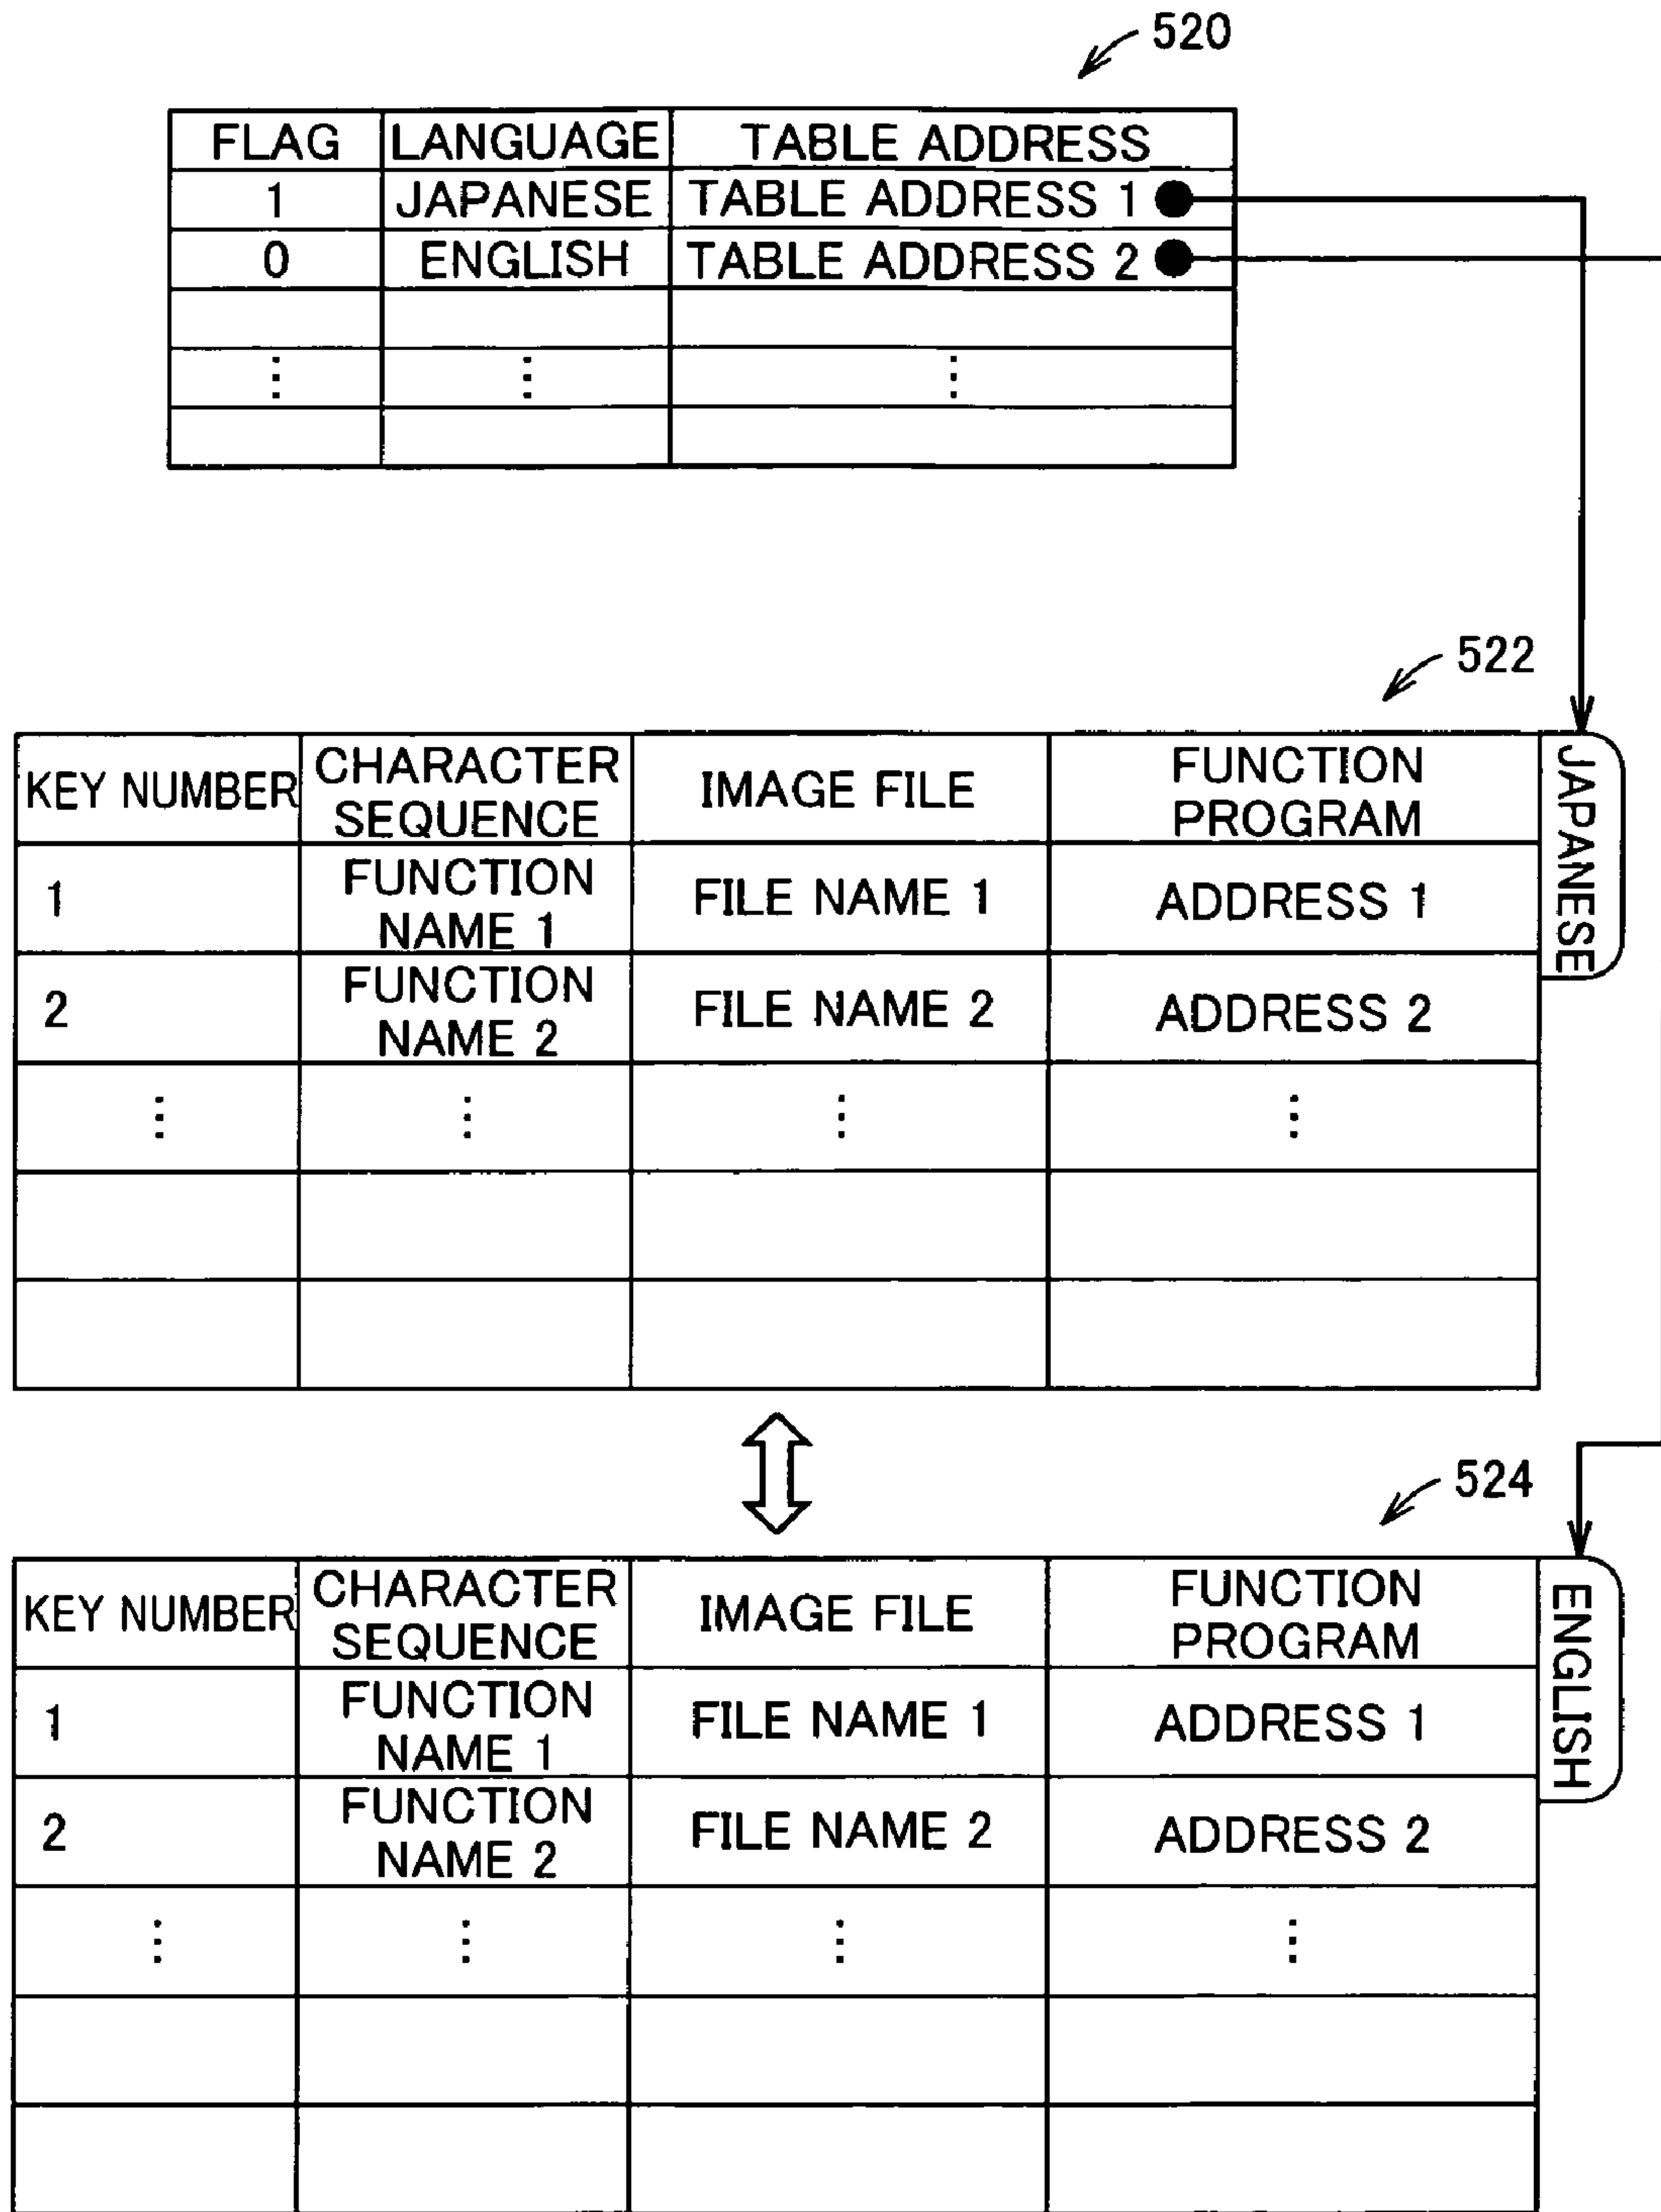 520
FLAG LANGUAGE TABLE ADDRESS
1 JAPANESE TABLE ADDRESS 1
0 ENGLISH TABLE ADDRESS 2
⋮ ⋮ ⋮
522
KEY NUMBER CHARACTER SEQUENCE IMAGE FILE FUNCTION PROGRAM
JAPANESE
1 FUNCTION NAME 1 FILE NAME 1 ADDRESS 1
2 FUNCTION NAME 2 FILE NAME 2 ADDRESS 2
⋮ ⋮ ⋮ ⋮
524
KEY NUMBER CHARACTER SEQUENCE IMAGE FILE FUNCTION PROGRAM
ENGLISH
1 FUNCTION NAME 1 FILE NAME 1 ADDRESS 1
2 FUNCTION NAME 2 FILE NAME 2 ADDRESS 2
⋮ ⋮ ⋮ ⋮